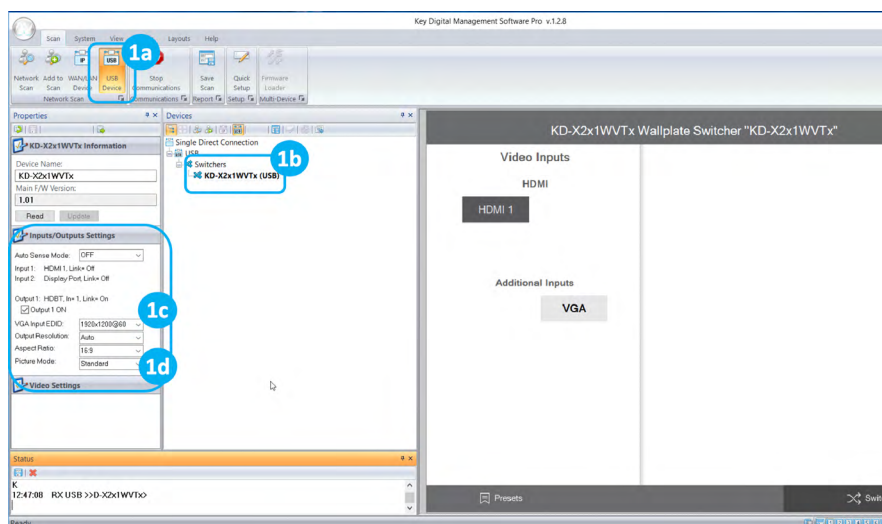 Key Digital Management Software Pro v.1.2.8
Scan System View Layouts Help
1a
Network Scan
Add to Scan
WAN/LAN Device
USB Device
Stop Communications
Save Scan
Quick Setup
Firmware Loader
Network Scan Communications Report Setup Multi-Device
Properties
KD-X2x1WVTx Information
Device Name:
KD-X2x1WVTx
Main F/W Version:
1.01
Read Update
Inputs/Outputs Settings
Auto Sense Mode: OFF
Input 1: HDMI 1, Link= Off
Input 2: Display Port, Link= Off
Output 1: HDBT, In= 1, Link= On
Output 1 ON
1c
VGA Input EDID: 1920x1200@60
Output Resolution: Auto
Aspect Ratio: 16:9
Picture Mode: Standard
1d
Video Settings
Devices
Single Direct Connection
USB
Switchers
KD-X2x1WVTx (USB)
1b
KD-X2x1WVTx Wallplate Switcher "KD-X2x1WVTx"
Video Inputs
HDMI
HDMI 1
Additional Inputs
VGA
Presets
Swit
Status
K
12:47:08 RX USB >>D-X2x1WVTx>
Ready